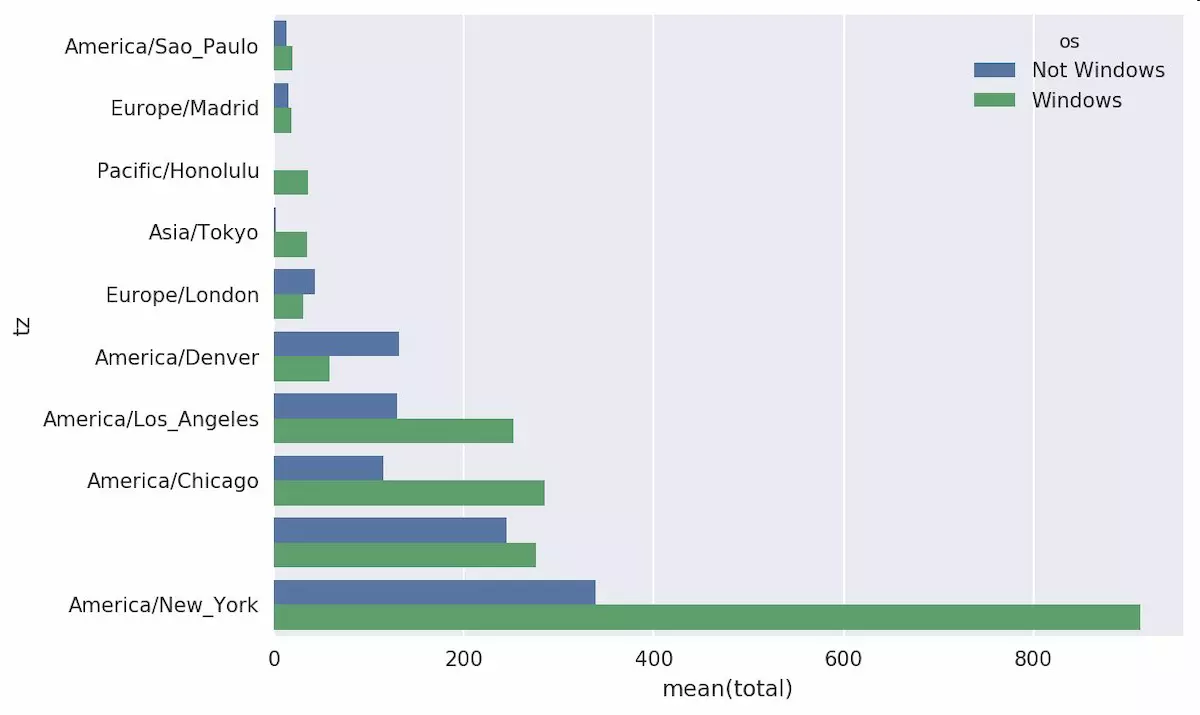 America/Sao_Paulo
Europe/Madrid
Pacific/Honolulu
Asia/Tokyo
Europe/London
America/Denver
America/Los_Angeles
America/Chicago
America/New_York
tz
os
Not Windows
Windows
0 200 400 600 800
mean(total)